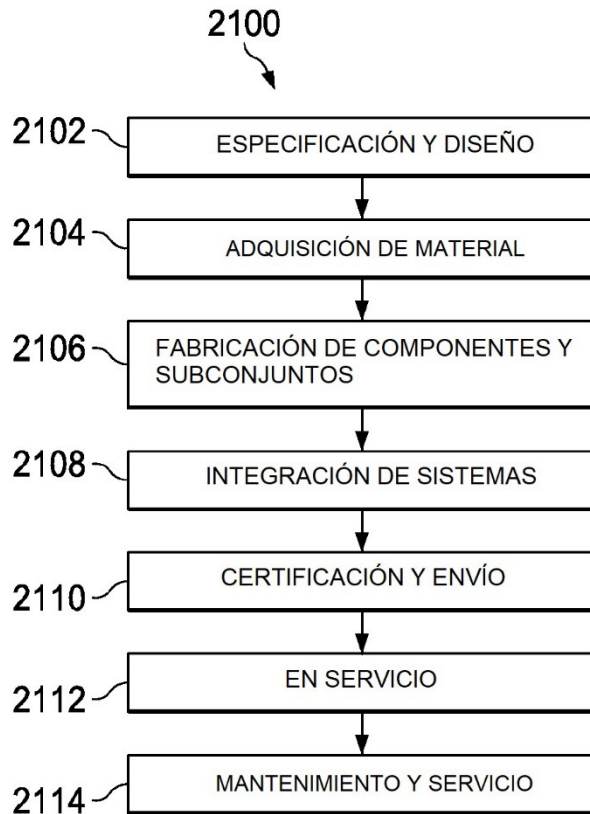 2100
2102
ESPECIFICACIÓN Y DISEÑO
2104
ADQUISICIÓN DE MATERIAL
2106
FABRICACIÓN DE COMPONENTES Y
SUBCONJUNTOS
2108
INTEGRACIÓN DE SISTEMAS
2110
CERTIFICACIÓN Y ENVÍO
2112
EN SERVICIO
2114
MANTENIMIENTO Y SERVICIO